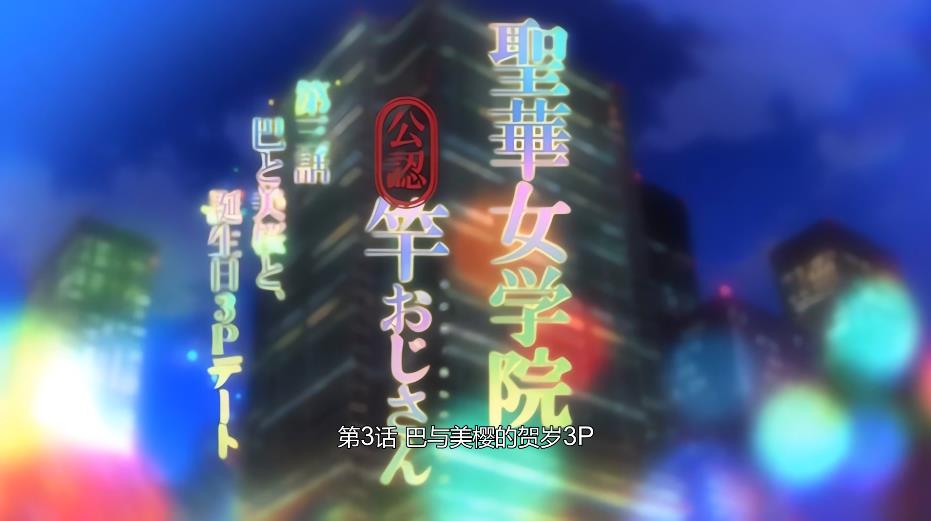 聖華女学院
公認
竿おじさん
第三話
巴と美桜と、
誕生日3Pデート
第3话 巴与美樱的贺岁3P